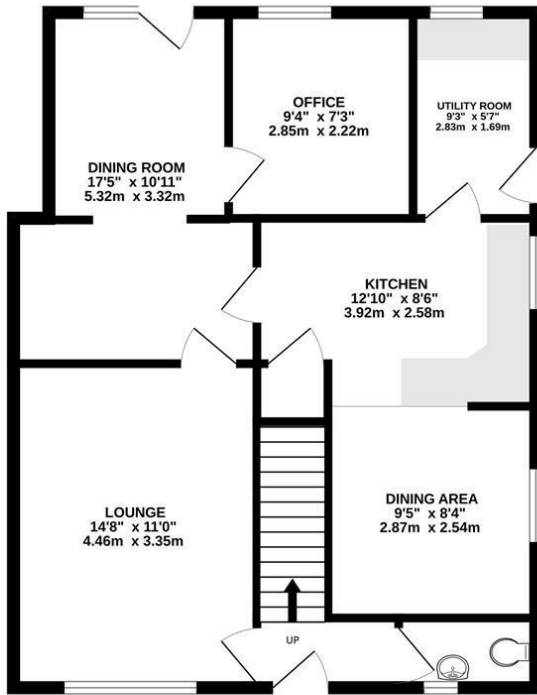 OFFICE
9'4" x 7'3"
2.85m x 2.22m
UTILITY ROOM
9'3" x 5'7"
2.83m x 1.69m
DINING ROOM
17'5" x 10'11"
5.32m x 3.32m
KITCHEN
12'10" x 8'6"
3.92m x 2.58m
LOUNGE
14'8" x 11'0"
4.46m x 3.35m
DINING AREA
9'5" x 8'4"
2.87m x 2.54m
UP